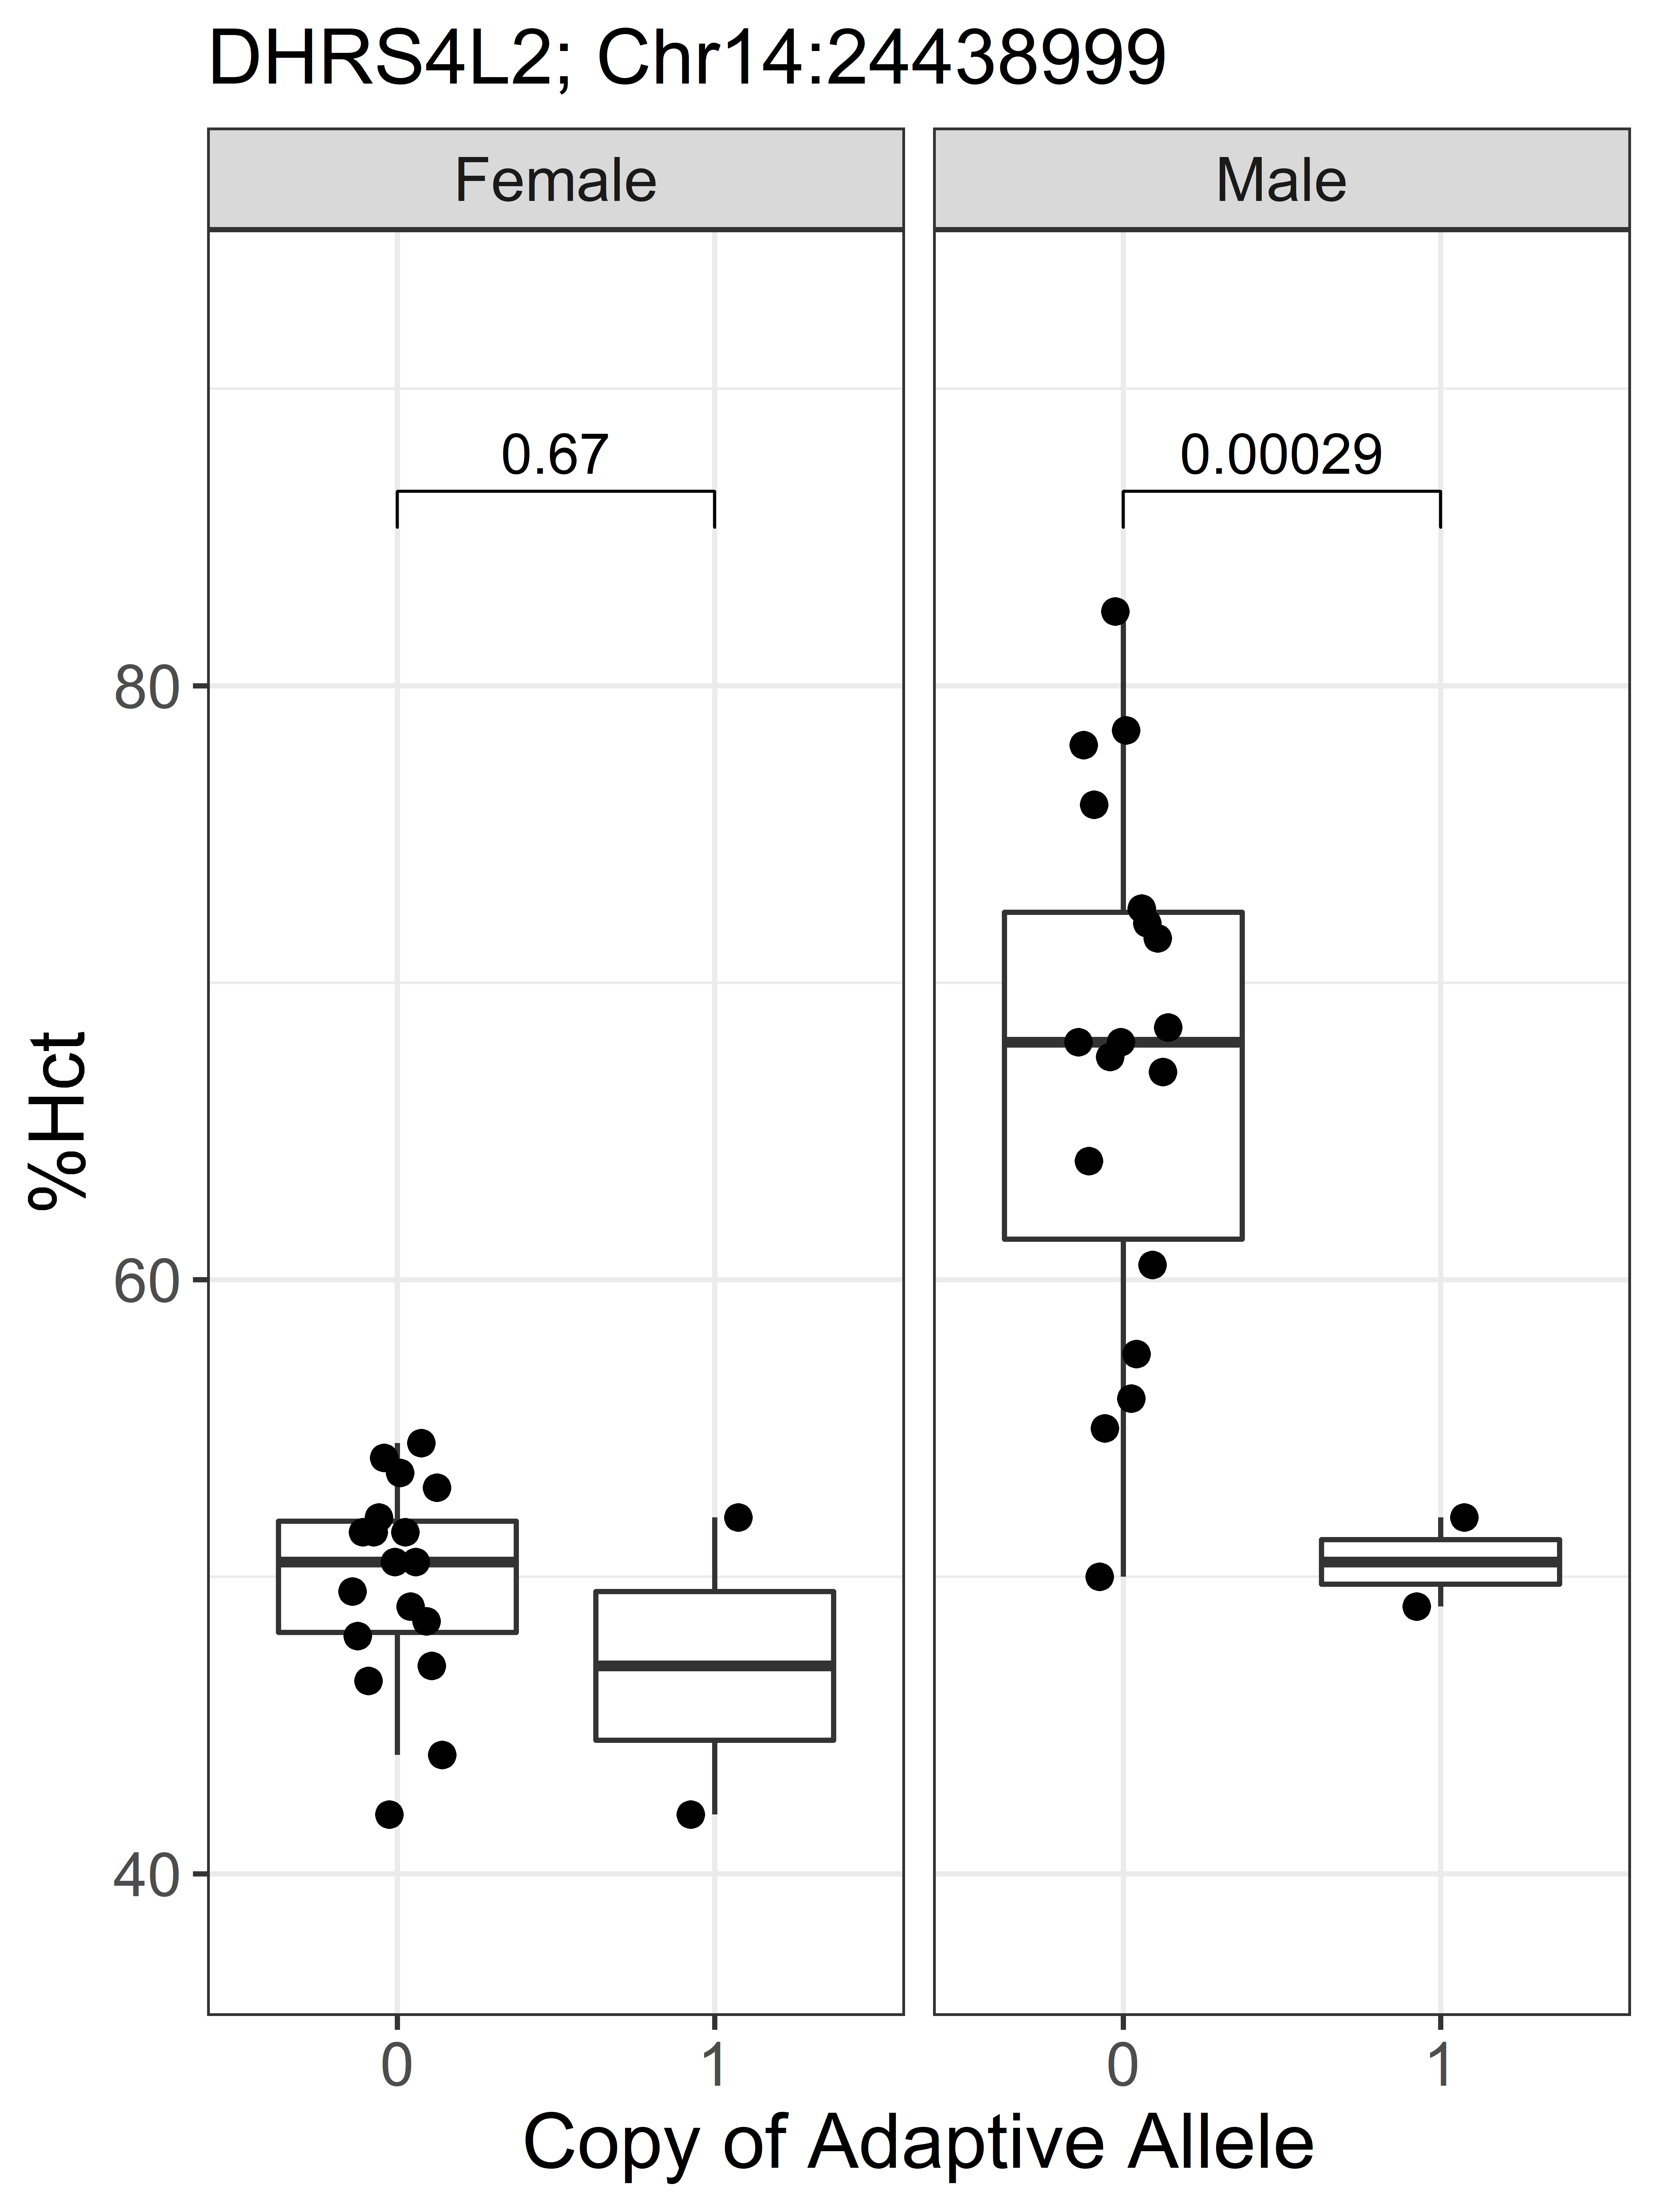 DHRS4L2; Chr14:24438999
Female
Male
0.67
0.00029
80
60
40
%Hct
0
1
0
1
Copy of Adaptive Allele